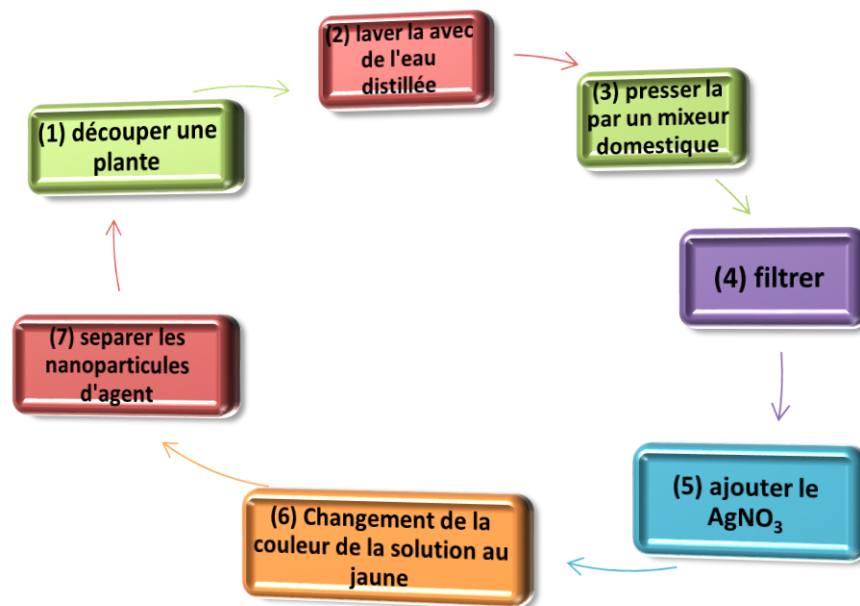 (1) découper une
plante
(2) laver la avec
de l'eau
distillée
(3) presser la
par un mixeur
domestique
(4) filtrer
(5) ajouter le
AgNO₃
(6) Changement de la
couleur de la solution au
jaune
(7) separer les
nanoparticules
d'agent